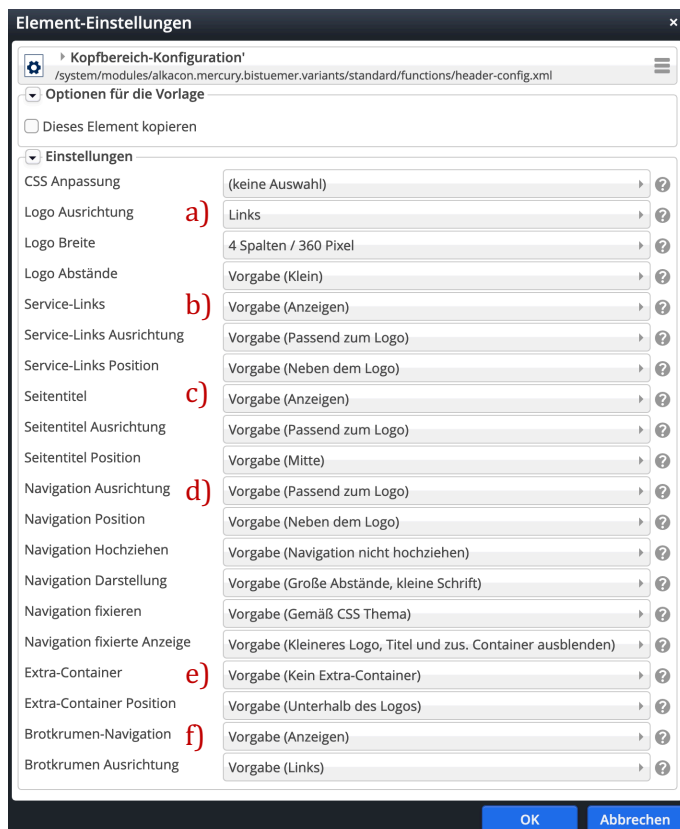 Element-Einstellungen ×
Kopfbereich-Konfiguration'
/system/modules/alkacon.mercury.bistuemer.variants/standard/functions/header-config.xml
Optionen für die Vorlage
Dieses Element kopieren
Einstellungen
CSS Anpassung (keine Auswahl) ?
Logo Ausrichtung a) Links ?
Logo Breite 4 Spalten / 360 Pixel ?
Logo Abstände Vorgabe (Klein) ?
Service-Links b) Vorgabe (Anzeigen) ?
Service-Links Ausrichtung Vorgabe (Passend zum Logo) ?
Service-Links Position Vorgabe (Neben dem Logo) ?
Seitentitel c) Vorgabe (Anzeigen) ?
Seitentitel Ausrichtung Vorgabe (Passend zum Logo) ?
Seitentitel Position Vorgabe (Mitte) ?
Navigation Ausrichtung d) Vorgabe (Passend zum Logo) ?
Navigation Position Vorgabe (Neben dem Logo) ?
Navigation Hochziehen Vorgabe (Navigation nicht hochziehen) ?
Navigation Darstellung Vorgabe (Große Abstände, kleine Schrift) ?
Navigation fixieren Vorgabe (Gemäß CSS Thema) ?
Navigation fixierte Anzeige Vorgabe (Kleineres Logo, Titel und zus. Container ausblenden) ?
Extra-Container e) Vorgabe (Kein Extra-Container) ?
Extra-Container Position Vorgabe (Unterhalb des Logos) ?
Brotkrumen-Navigation f) Vorgabe (Anzeigen) ?
Brotkrumen Ausrichtung Vorgabe (Links) ?
OK Abbrechen